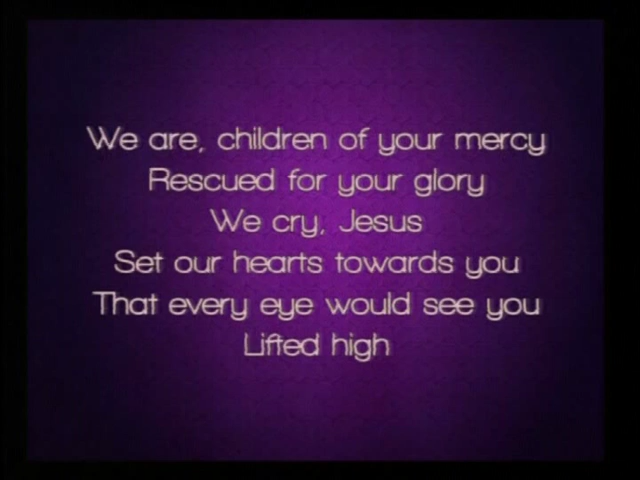 We are, children of your mercy
Rescued for your glory
We cry, Jesus
Set our hearts towards you
That every eye would see you
Lifted high